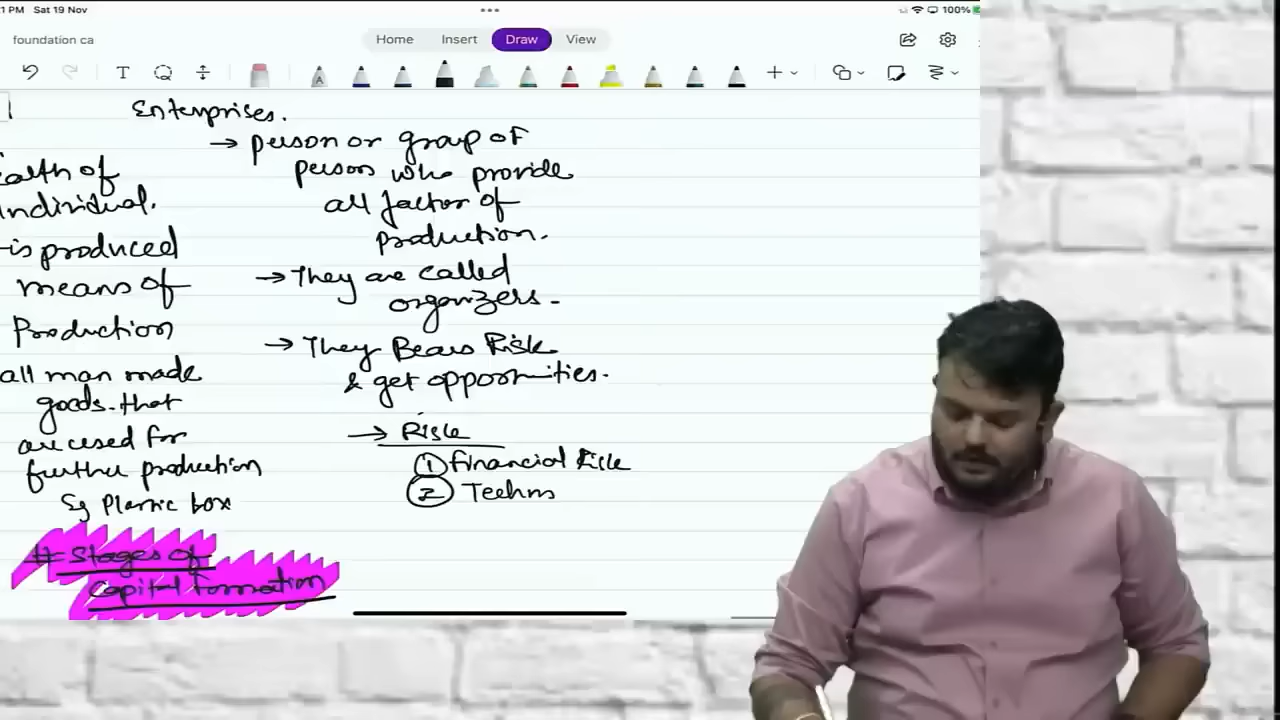 1 PM Sat 19 Nov
100%
foundation ca
Home Insert Draw View
T
A
Enterprises.
→ person or group of
person who provide
all factor of
production.
→ They are called
organizers.
→ They Bears Risk
& get opportunities.
→ Risk
① financial Risk
② Techni
ealth of
individual.
is produced
means of
Production
all man made
goods that
are used for
further production
Eg Plastic box
# Stages of
Capital formation